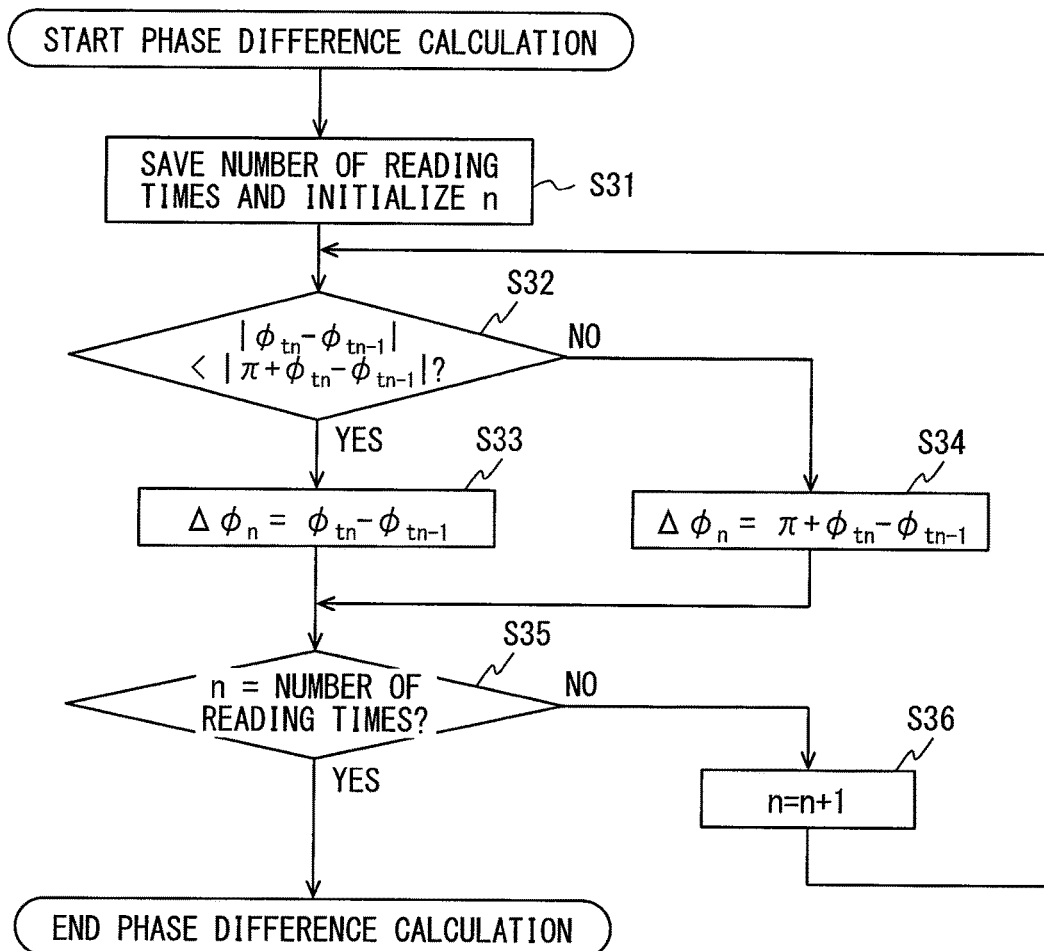 START PHASE DIFFERENCE CALCULATION
SAVE NUMBER OF READING
TIMES AND INITIALIZE n
S31
S32
|ϕtn-ϕtn-1|
< |π+ϕtn-ϕtn-1|?
NO
YES
S33
Δϕn = ϕtn-ϕtn-1
S34
Δϕn = π+ϕtn-ϕtn-1
S35
n = NUMBER OF
READING TIMES?
NO
YES
S36
n=n+1
END PHASE DIFFERENCE CALCULATION